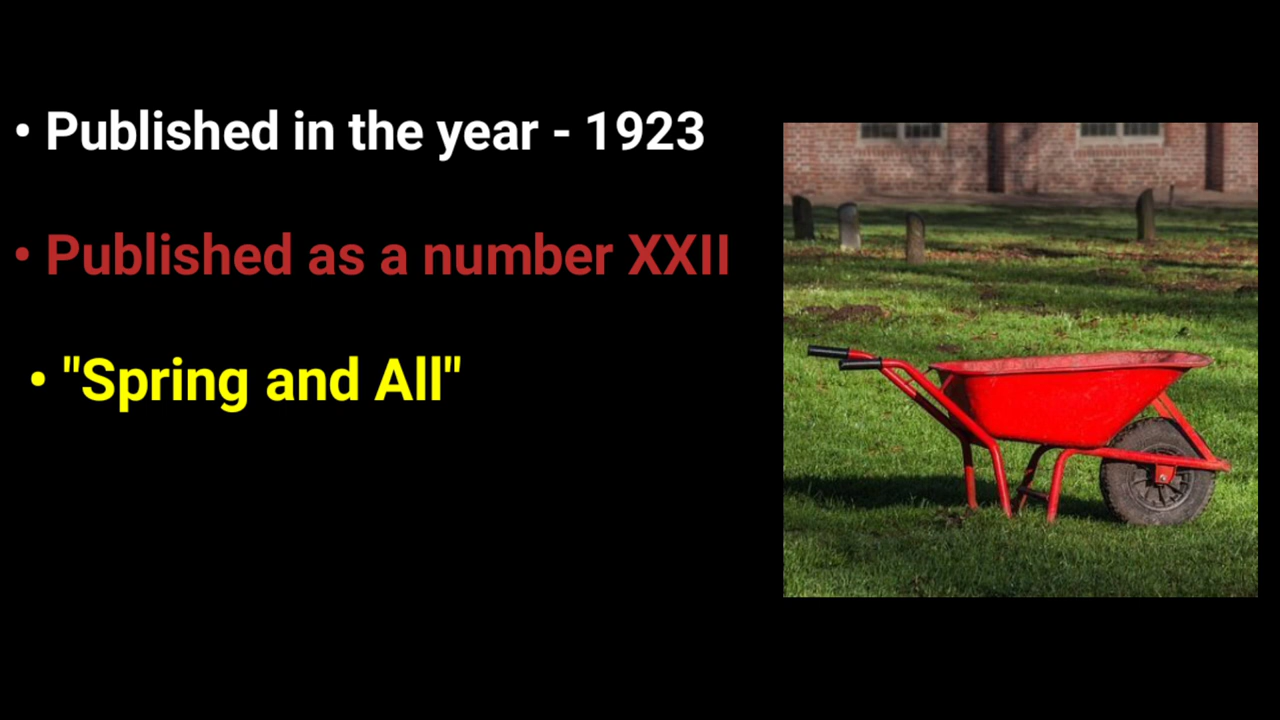 • Published in the year - 1923
• Published as a number XXII
• "Spring and All"